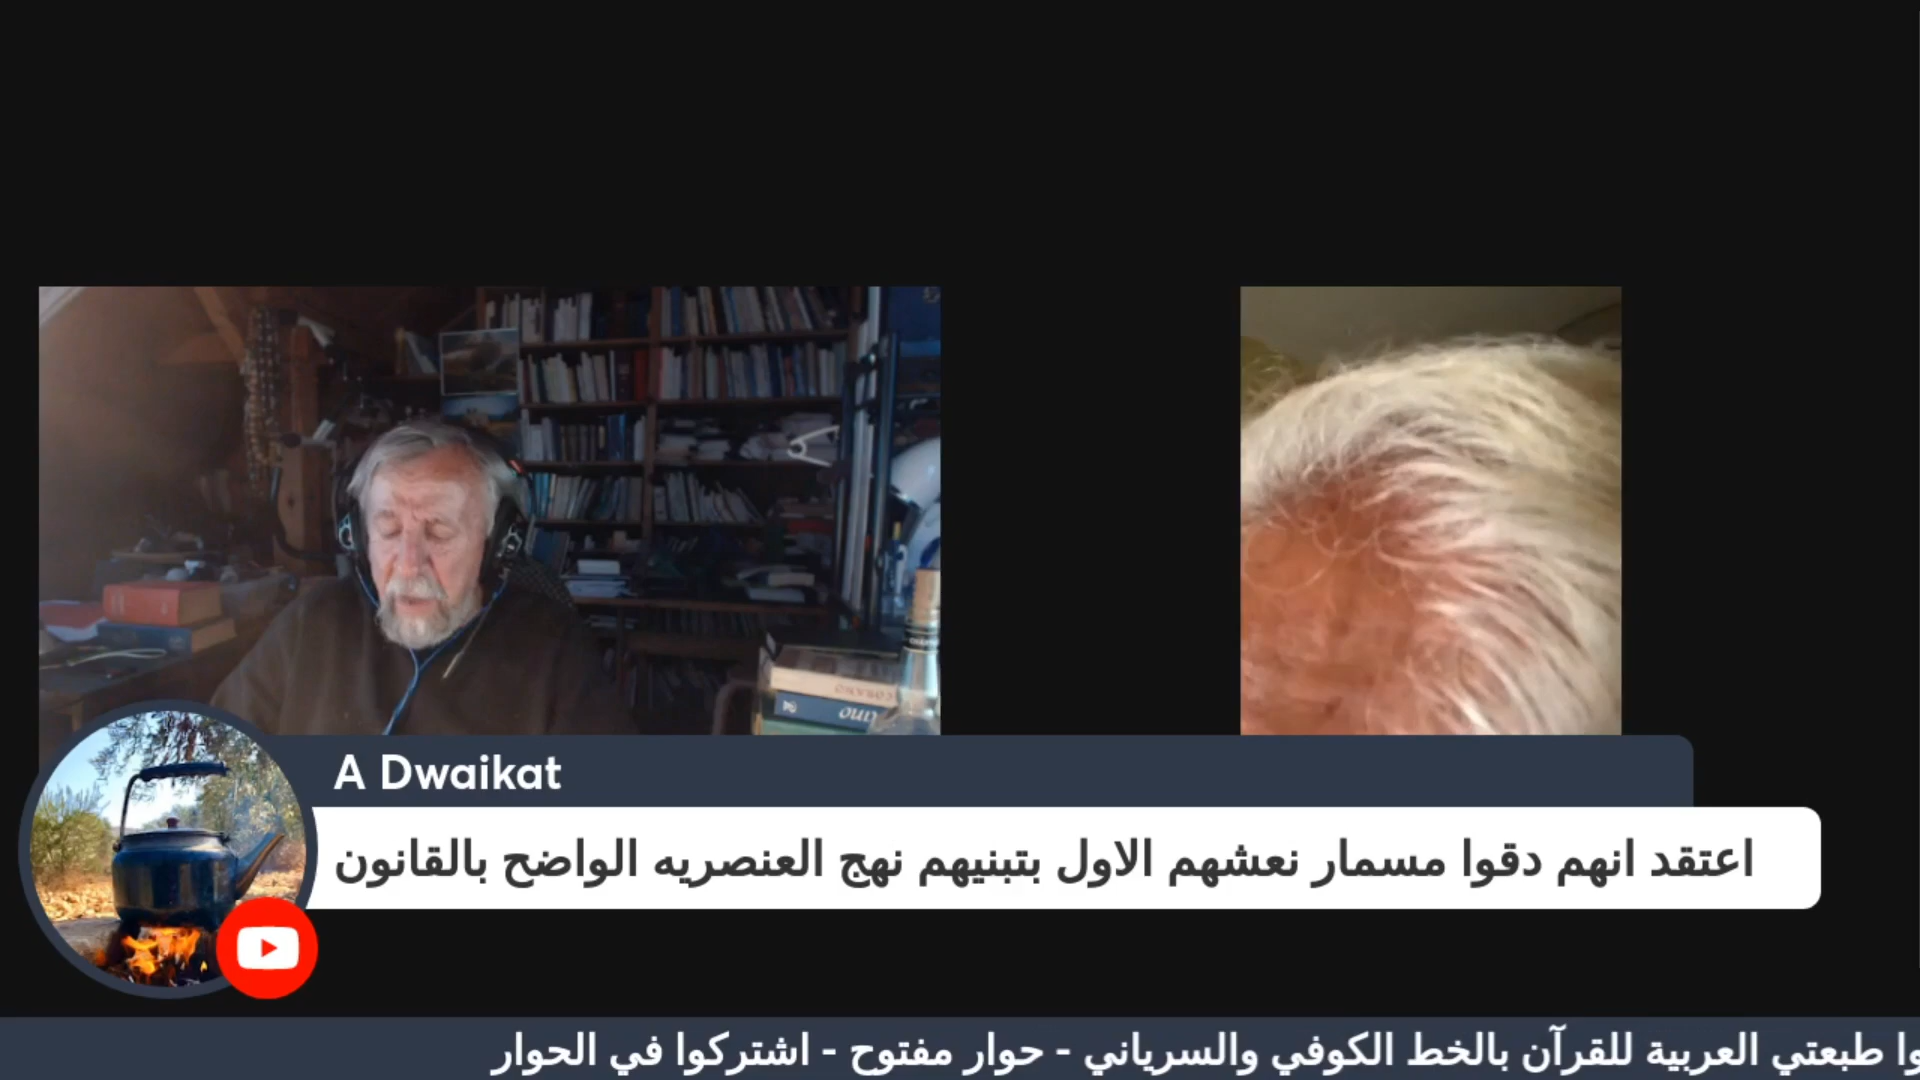 A Dwaikat
اعتقد انهم دقوا مسمار نعشهم الاول بتبنيهم نهج العنصريه الواضح بالقانون
وا طبعتي العربية للقرآن بالخط الكوفي والسرياني - حوار مفتوح - اشتركوا في الحوار